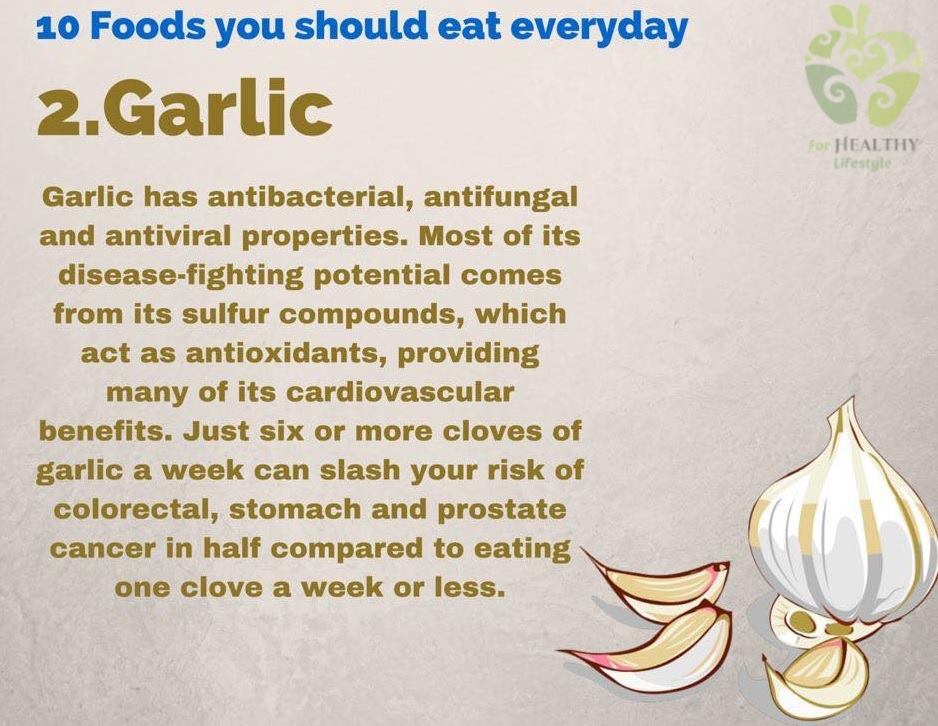 10 Foods you should eat everyday
For HEALTHY
Lifestyle
2.Garlic
Garlic has antibacterial, antifungal
and antiviral properties. Most of its
disease-fighting potential comes
from its sulfur compounds, which
act as antioxidants, providing
many of its cardiovascular
benefits. Just six or more cloves of
garlic a week can slash your risk of
colorectal, stomach and prostate
cancer in half compared to eating
one clove a week or less.